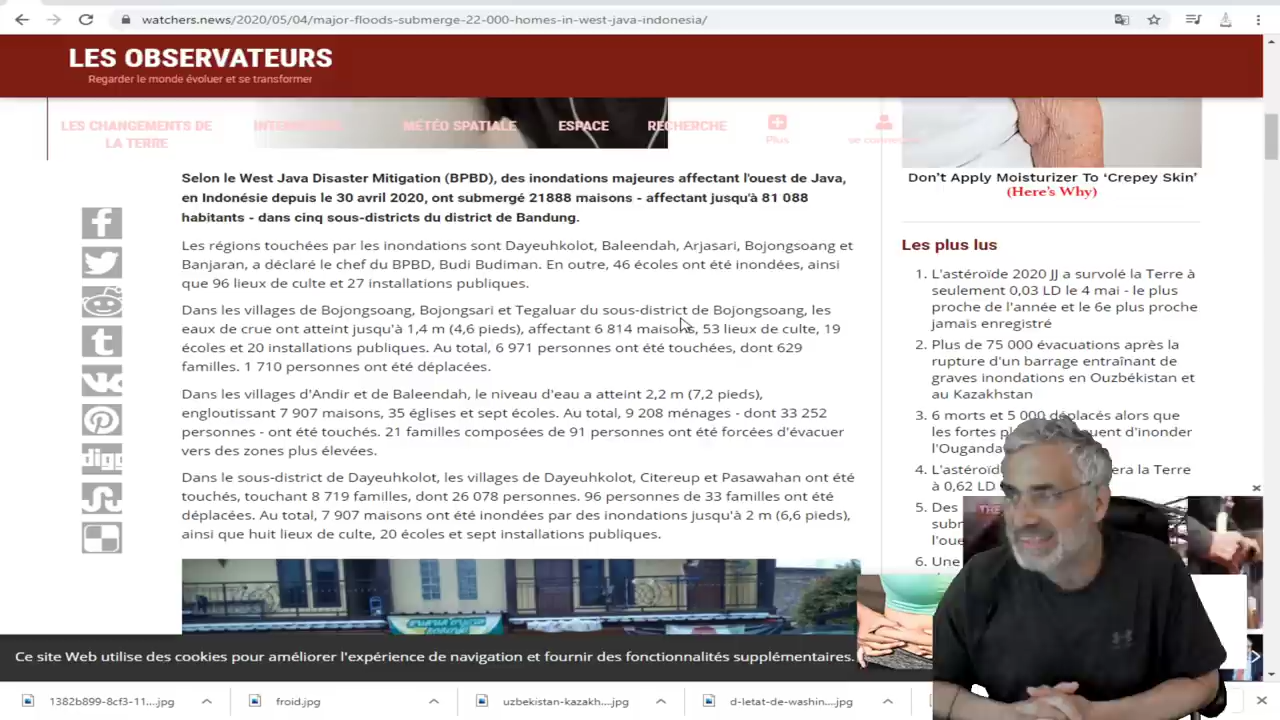 watchers.news/2020/05/04/major-floods-submerge-22-000-homes-in-west-java-indonesia/
LES OBSERVATEURS
Regarder le monde évoluer et se transformer
LES CHANGEMENTS DE
LA TERRE
MÉTÉO SPATIALE
ESPACE
RECHERCHE
Plus
Selon le West Java Disaster Mitigation (BPBD), des inondations majeures affectant l'ouest de Java,
en Indonésie depuis le 30 avril 2020, ont submergé 21888 maisons - affectant jusqu'à 81 088
habitants - dans cinq sous-districts du district de Bandung.
Les régions touchées par les inondations sont Dayeuhkolot, Baleendah, Arjasari, Bojongsoang et
Banjaran, a déclaré le chef du BPBD, Budi Budiman. En outre, 46 écoles ont été inondées, ainsi
que 96 lieux de culte et 27 installations publiques.
Dans les villages de Bojongsoang, Bojongsari et Tegaluar du sous-district de Bojongsoang, les
eaux de crue ont atteint jusqu'à 1,4 m (4,6 pieds), affectant 6 814 maisons, 53 lieux de culte, 19
écoles et 20 installations publiques. Au total, 6 971 personnes ont été touchées, dont 629
familles. 1 710 personnes ont été déplacées.
Dans les villages d'Andir et de Baleendah, le niveau d'eau a atteint 2,2 m (7,2 pieds),
engloutissant 7 907 maisons, 35 églises et sept écoles. Au total, 9 208 ménages - dont 33 252
personnes - ont été touchés. 21 familles composées de 91 personnes ont été forcées d'évacuer
vers des zones plus élevées.
Dans le sous-district de Dayeuhkolot, les villages de Dayeuhkolot, Citereup et Pasawahan ont été
touchés, touchant 8 719 familles, dont 26 078 personnes. 96 personnes de 33 familles ont été
déplacées. Au total, 7 907 maisons ont été inondées par des inondations jusqu'à 2 m (6,6 pieds),
ainsi que huit lieux de culte, 20 écoles et sept installations publiques.
digg
Don't Apply Moisturizer To 'Crepey Skin'
(Here's Why)
Les plus lus
1. L'astéroïde 2020 JJ a survolé la Terre à
seulement 0,03 LD le 4 mai - le plus
proche de l'année et le 6e plus proche
jamais enregistré
2. Plus de 75 000 évacuations après la
rupture d'un barrage entraînant de
graves inondations en Ouzbékistan et
au Kazakhstan
3. 6 morts et 5 000 déplacés alors que
les fortes d'inonder
l'Ouganda
4. la Terre
à 0,62 LD
5. Des
6. Une
THE
Ce site Web utilise des cookies pour améliorer l'expérience de navigation et fournir des fonctionnalités supplémentaires.
1382b899-8cf3-11....jpg
froid.jpg
uzbekistan-kazakh....jpg
d-letat-de-washin....jpg